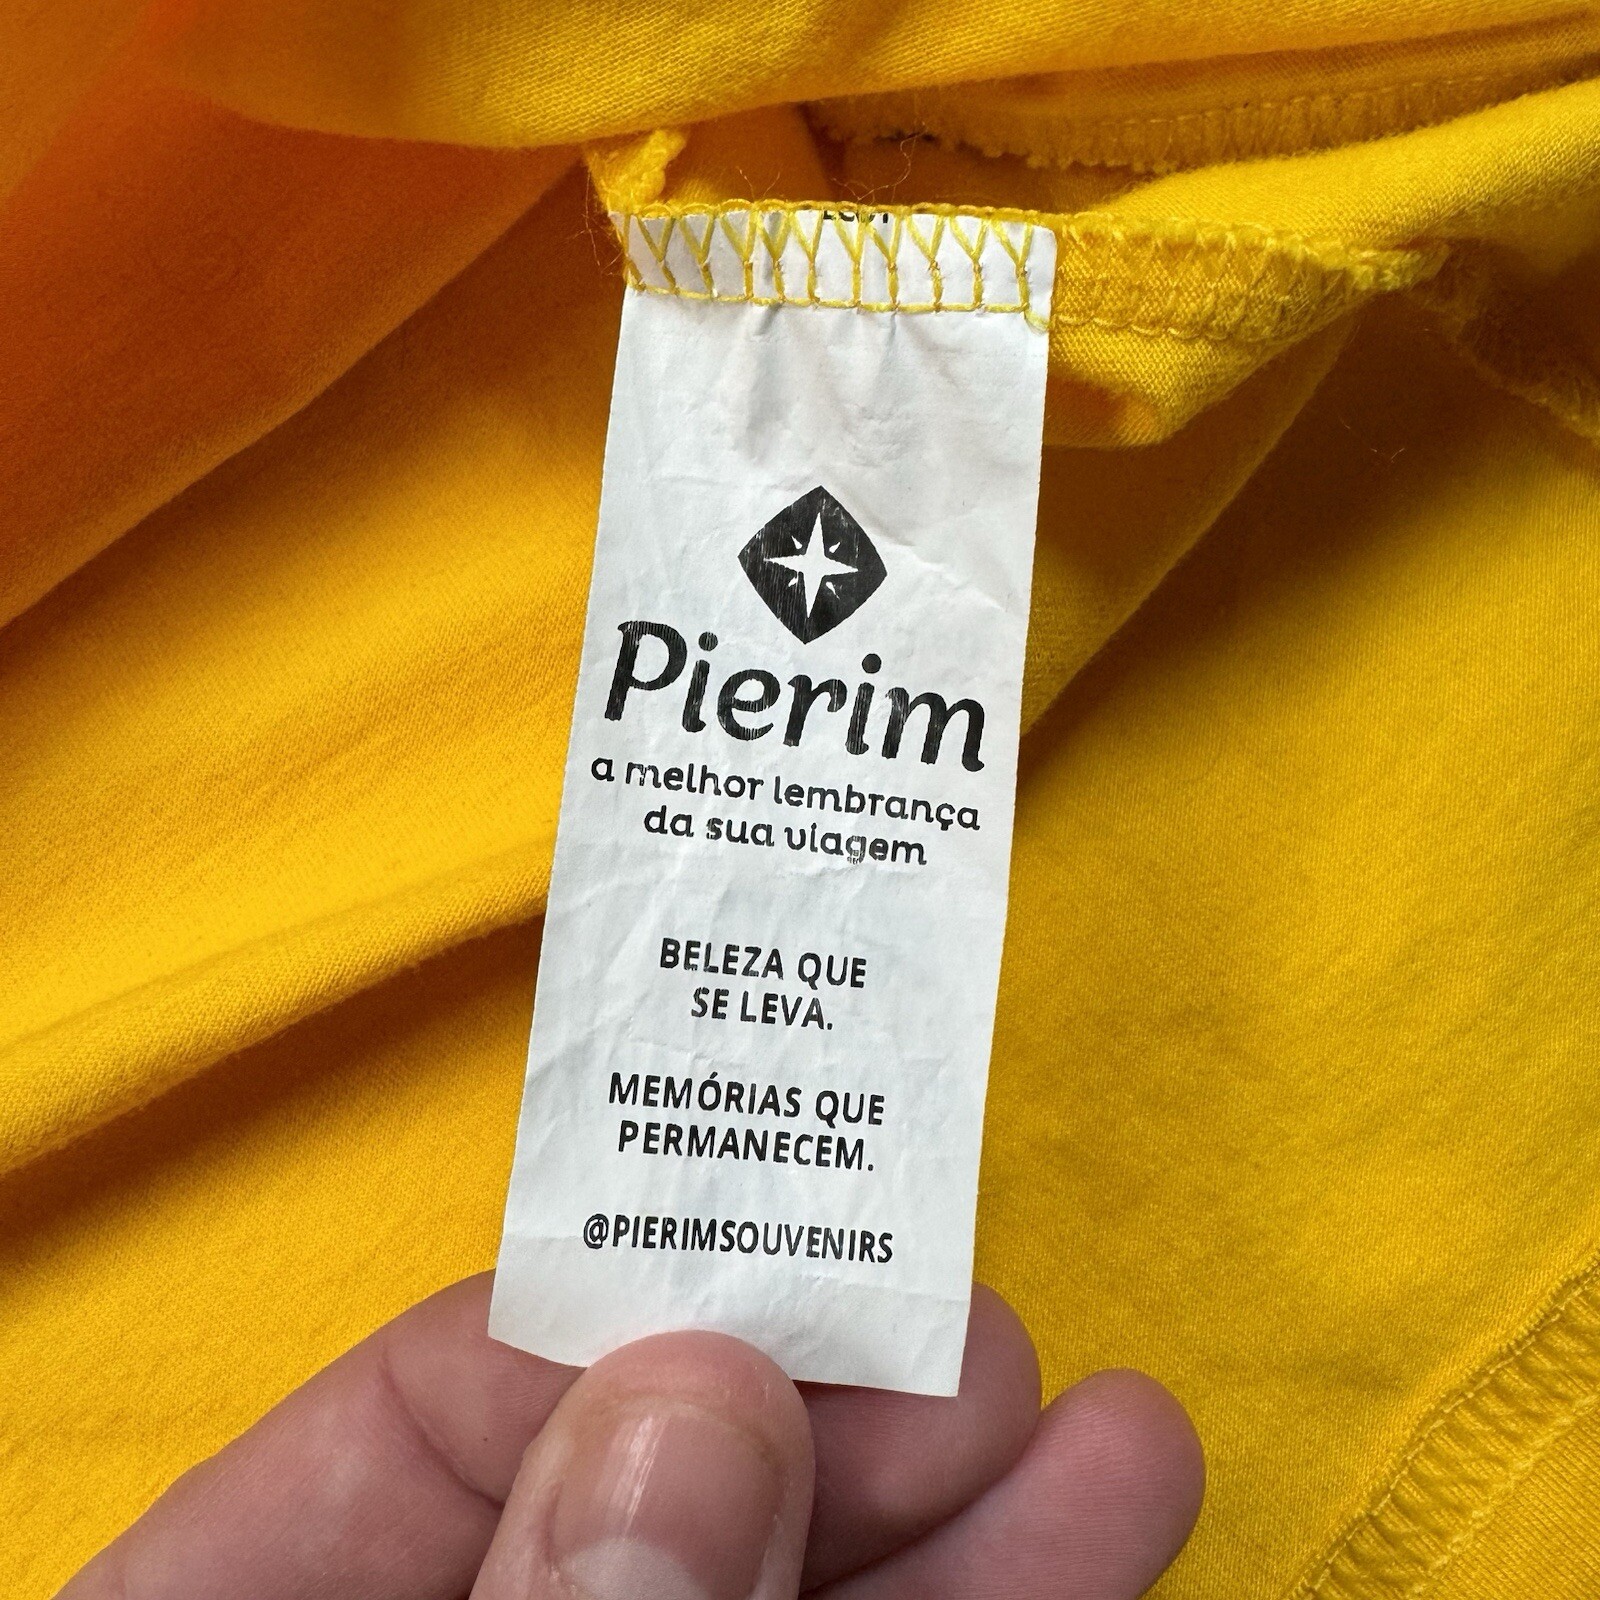 Pierim
a melhor lembrança
da sua viagem
BELEZA QUE
SE LEVA.
MEMÓRIAS QUE
PERMANECEM.
@PIERIMSOUVENIRS